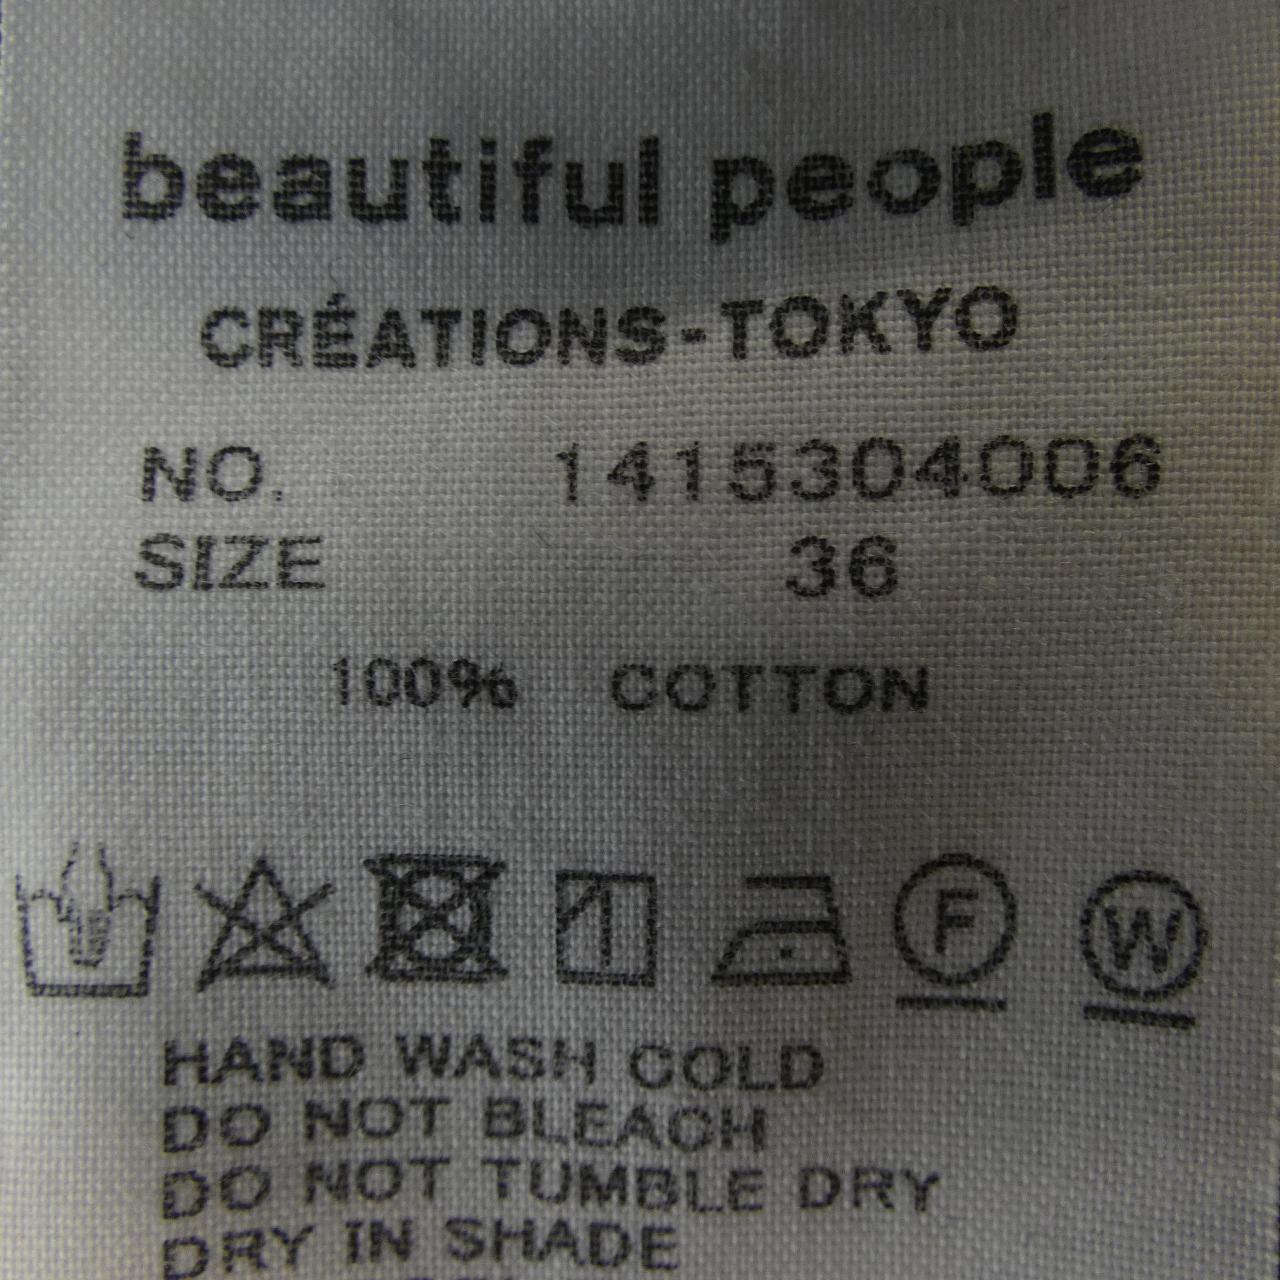 beautiful people
CRÉATIONS-TOKYO
NO. 1415304006
SIZE 36
100% COTTON
F W
HAND WASH COLD
DO NOT BLEACH
DO NOT TUMBLE DRY
DRY IN SHADE